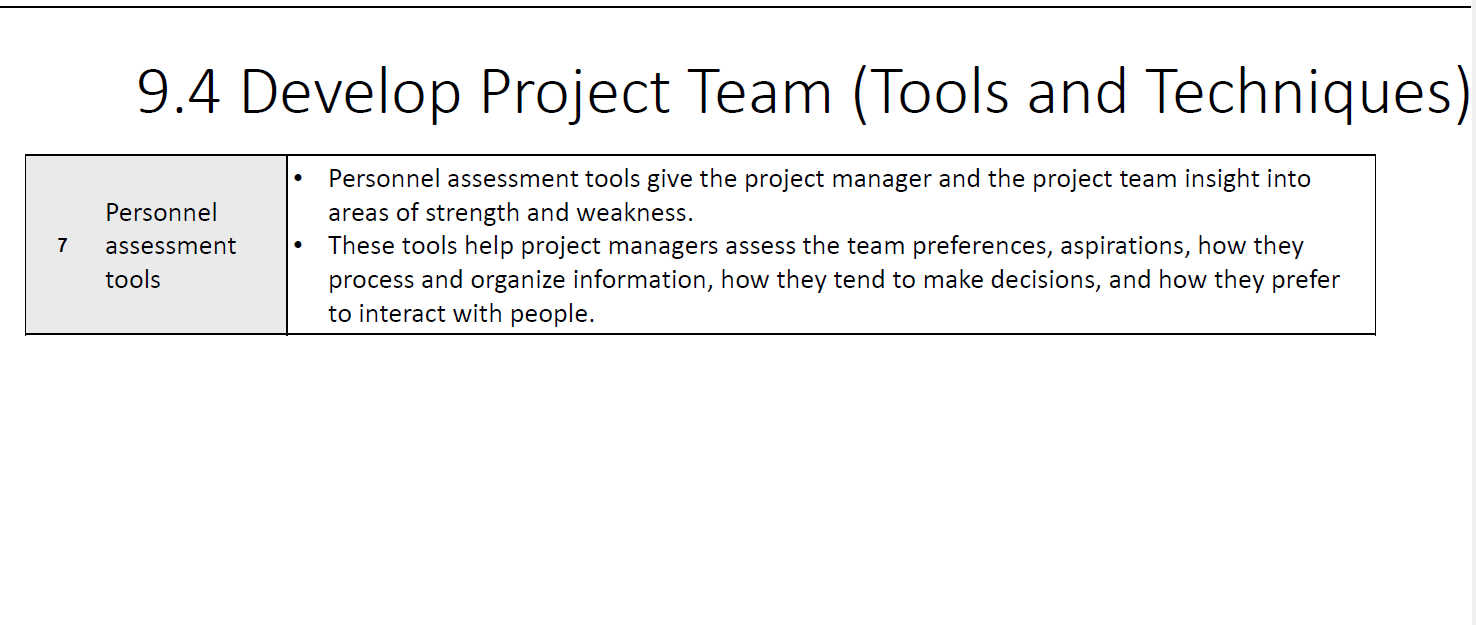 9.4 Develop Project Team (Tools and Techniques)
7
Personnel
assessment
tools
• Personnel assessment tools give the project manager and the project team insight into
areas of strength and weakness.
• These tools help project managers assess the team preferences, aspirations, how they
process and organize information, how they tend to make decisions, and how they prefer
to interact with people.